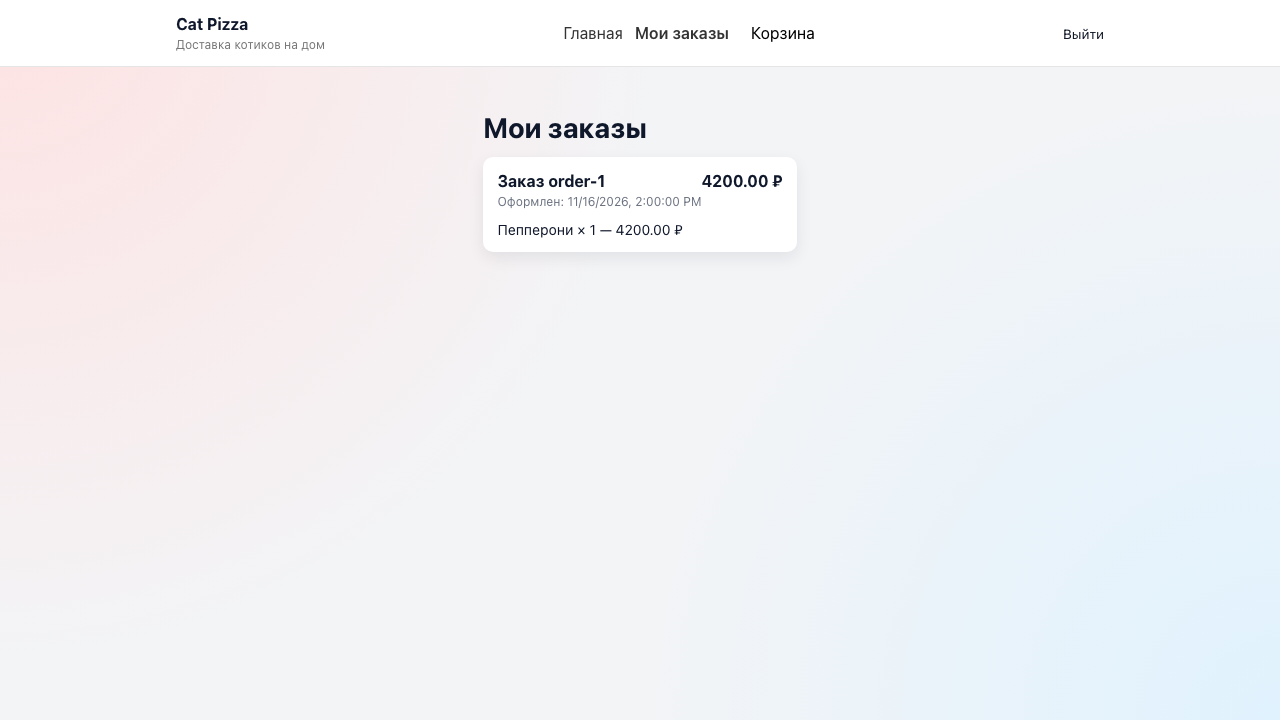 Cat Pizza
Доставка котиков на дом
Главная Мои заказы Корзина
Выйти
Мои заказы
Заказ order-1 4200.00 ₽
Оформлен: 11/16/2026, 2:00:00 PM
Пепперони × 1 — 4200.00 ₽